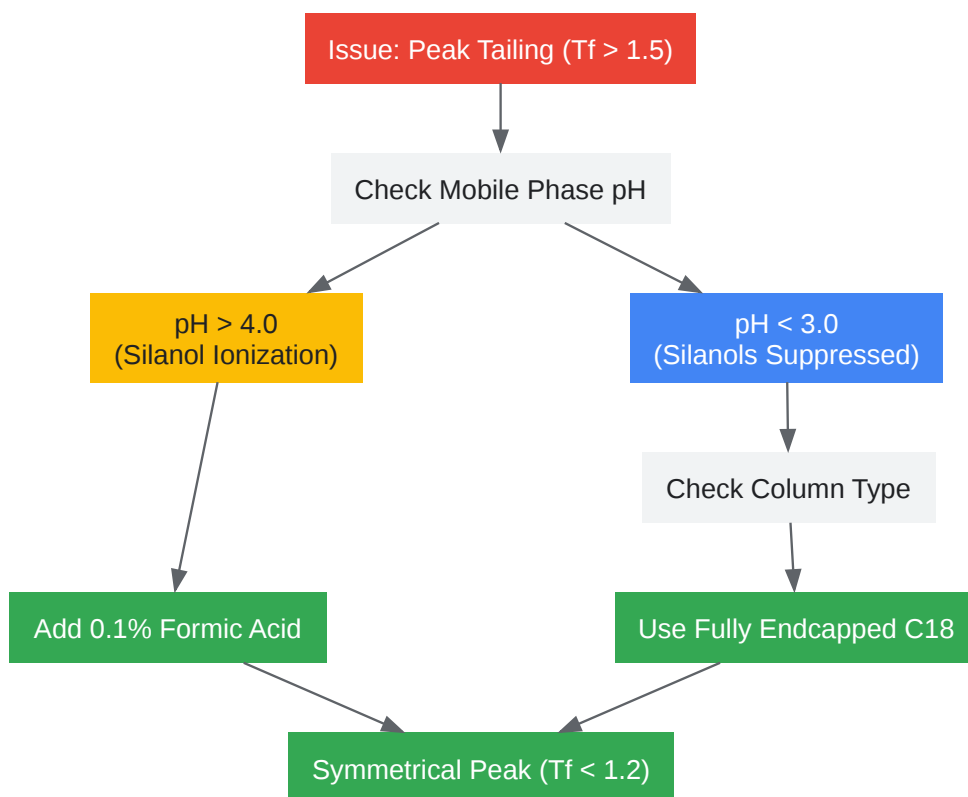 Issue: Peak Tailing (Tf > 1.5)
Check Mobile Phase pH
pH > 4.0
(Silanol Ionization)
pH < 3.0
(Silanols Suppressed)
Check Column Type
Add 0.1% Formic Acid
Use Fully Endcapped C18
Symmetrical Peak (Tf < 1.2)